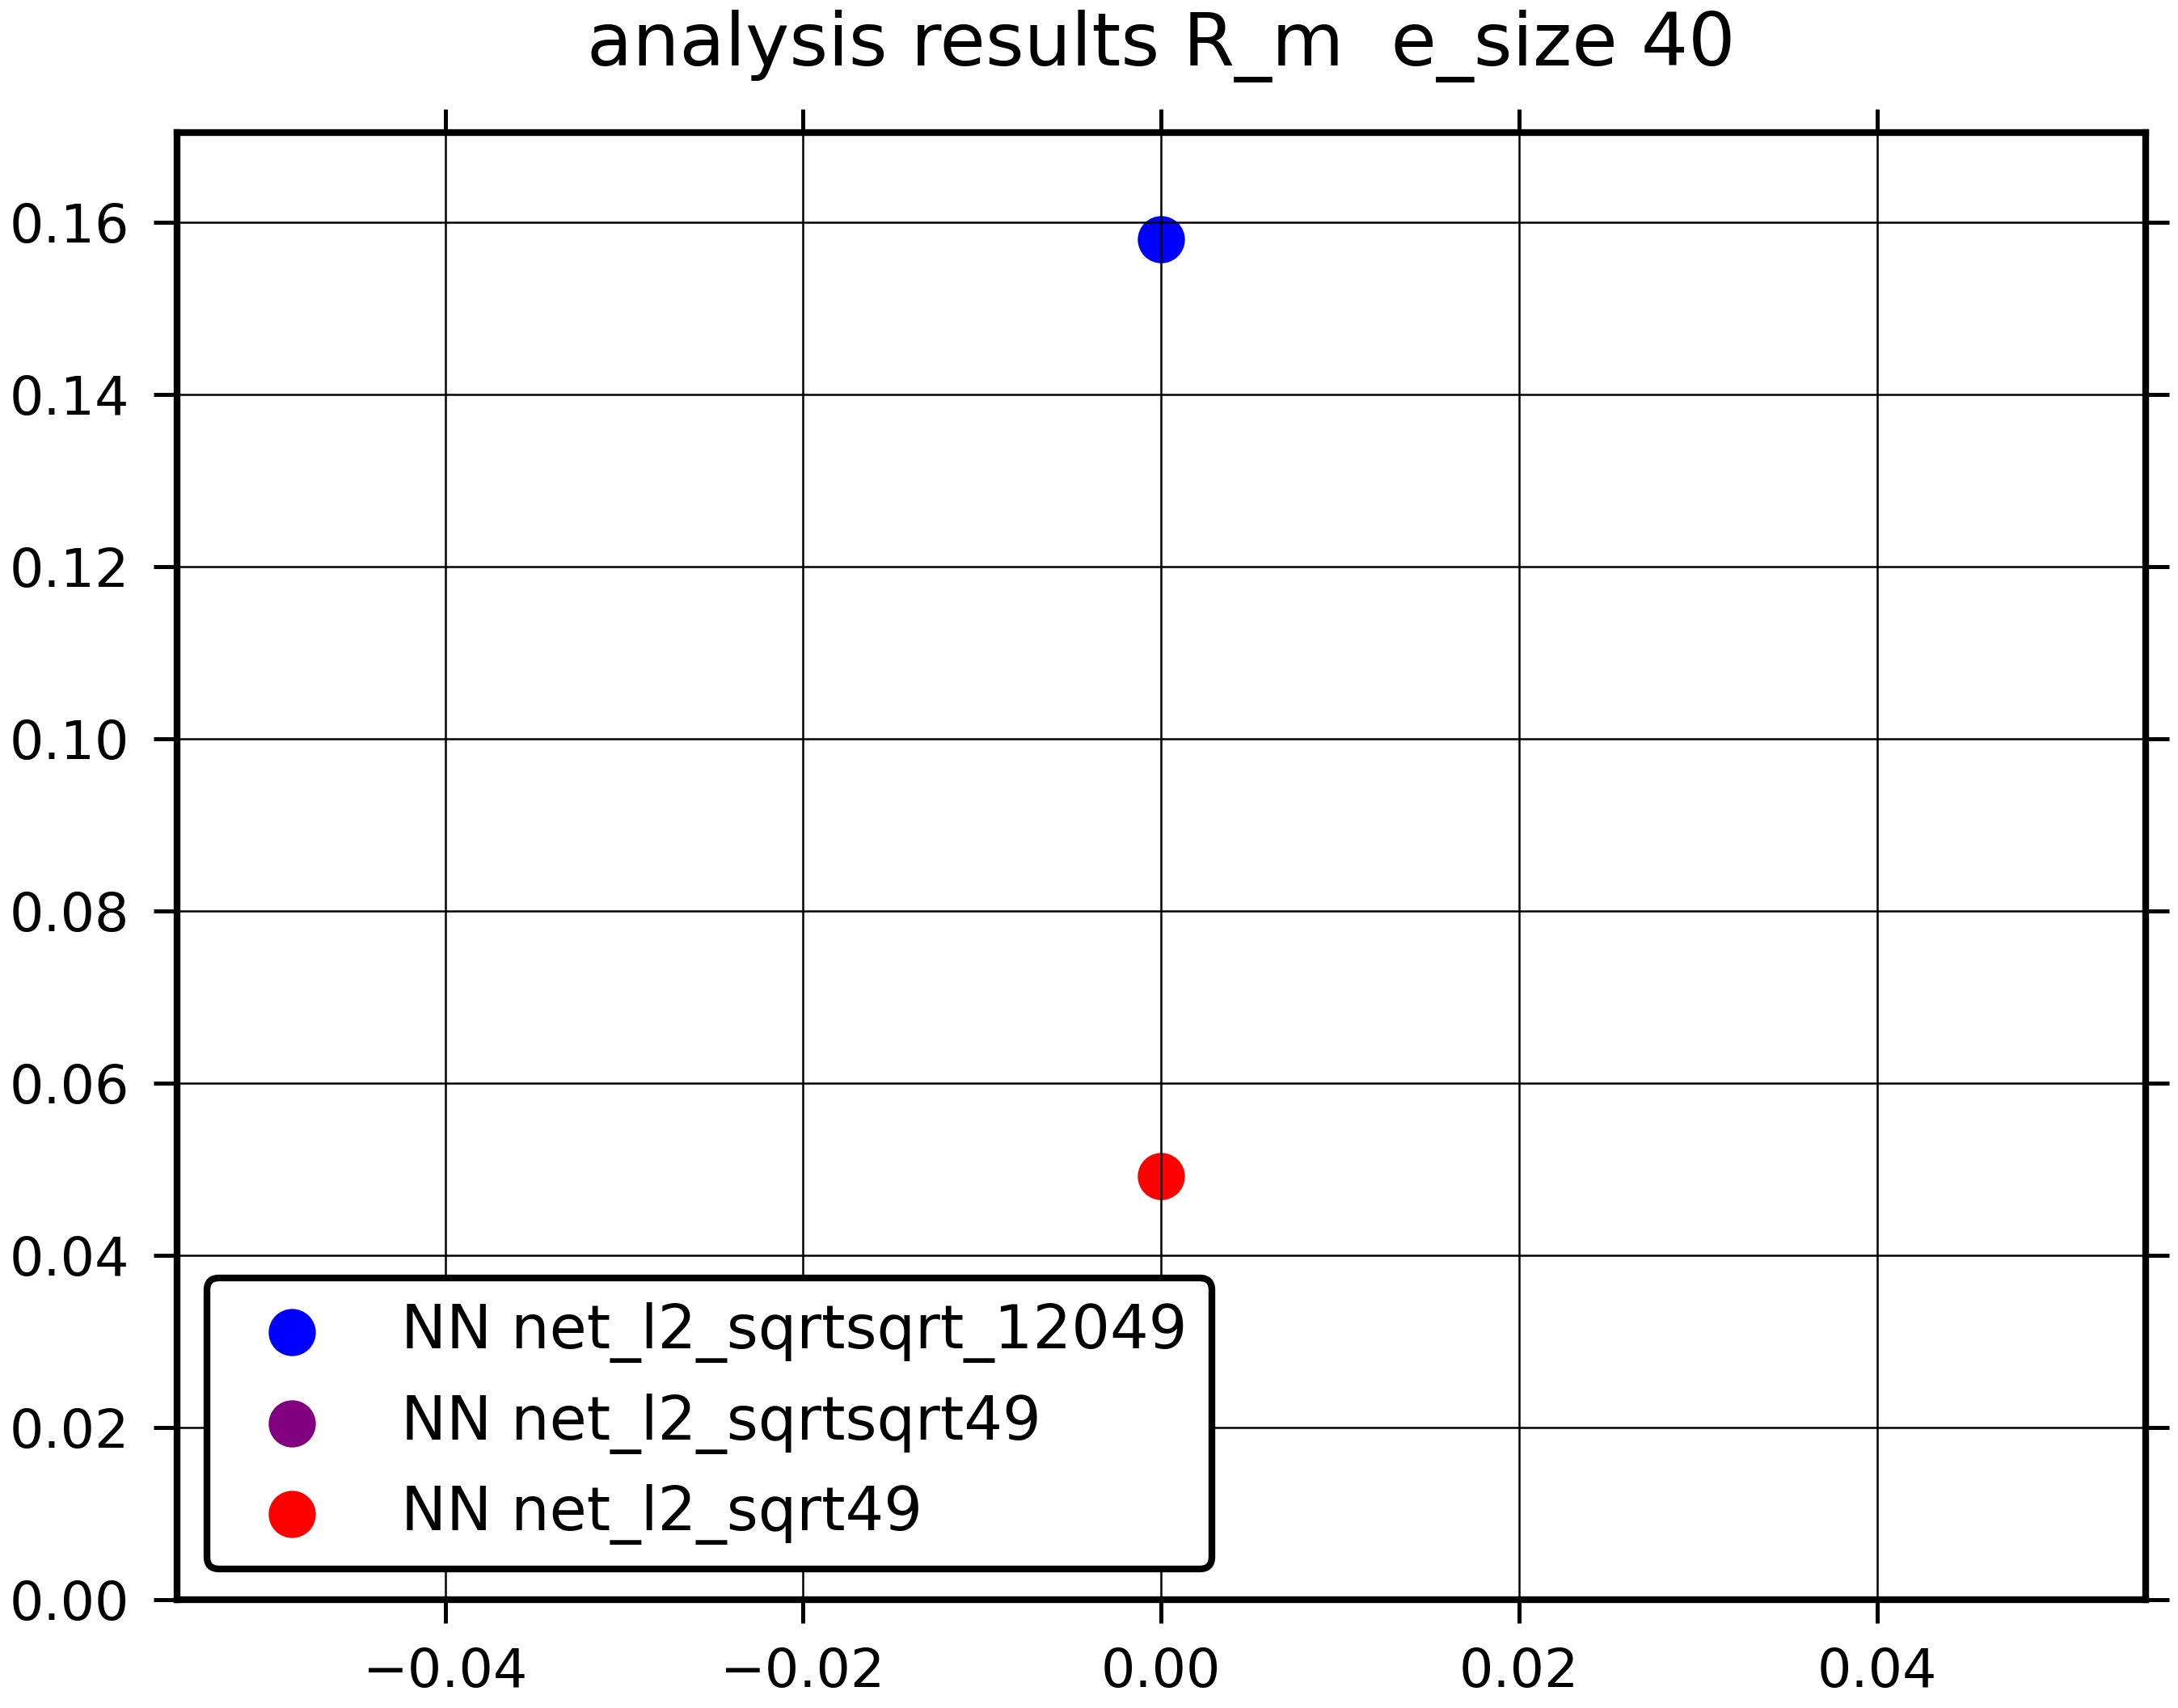 analysis results R_m  e_size 40
0.16
0.14
0.12
0.10
0.08
0.06
0.04
0.02
0.00
NN net_l2_sqrtsqrt_12049
NN net_l2_sqrtsqrt49
NN net_l2_sqrt49
−0.04 −0.02 0.00 0.02 0.04